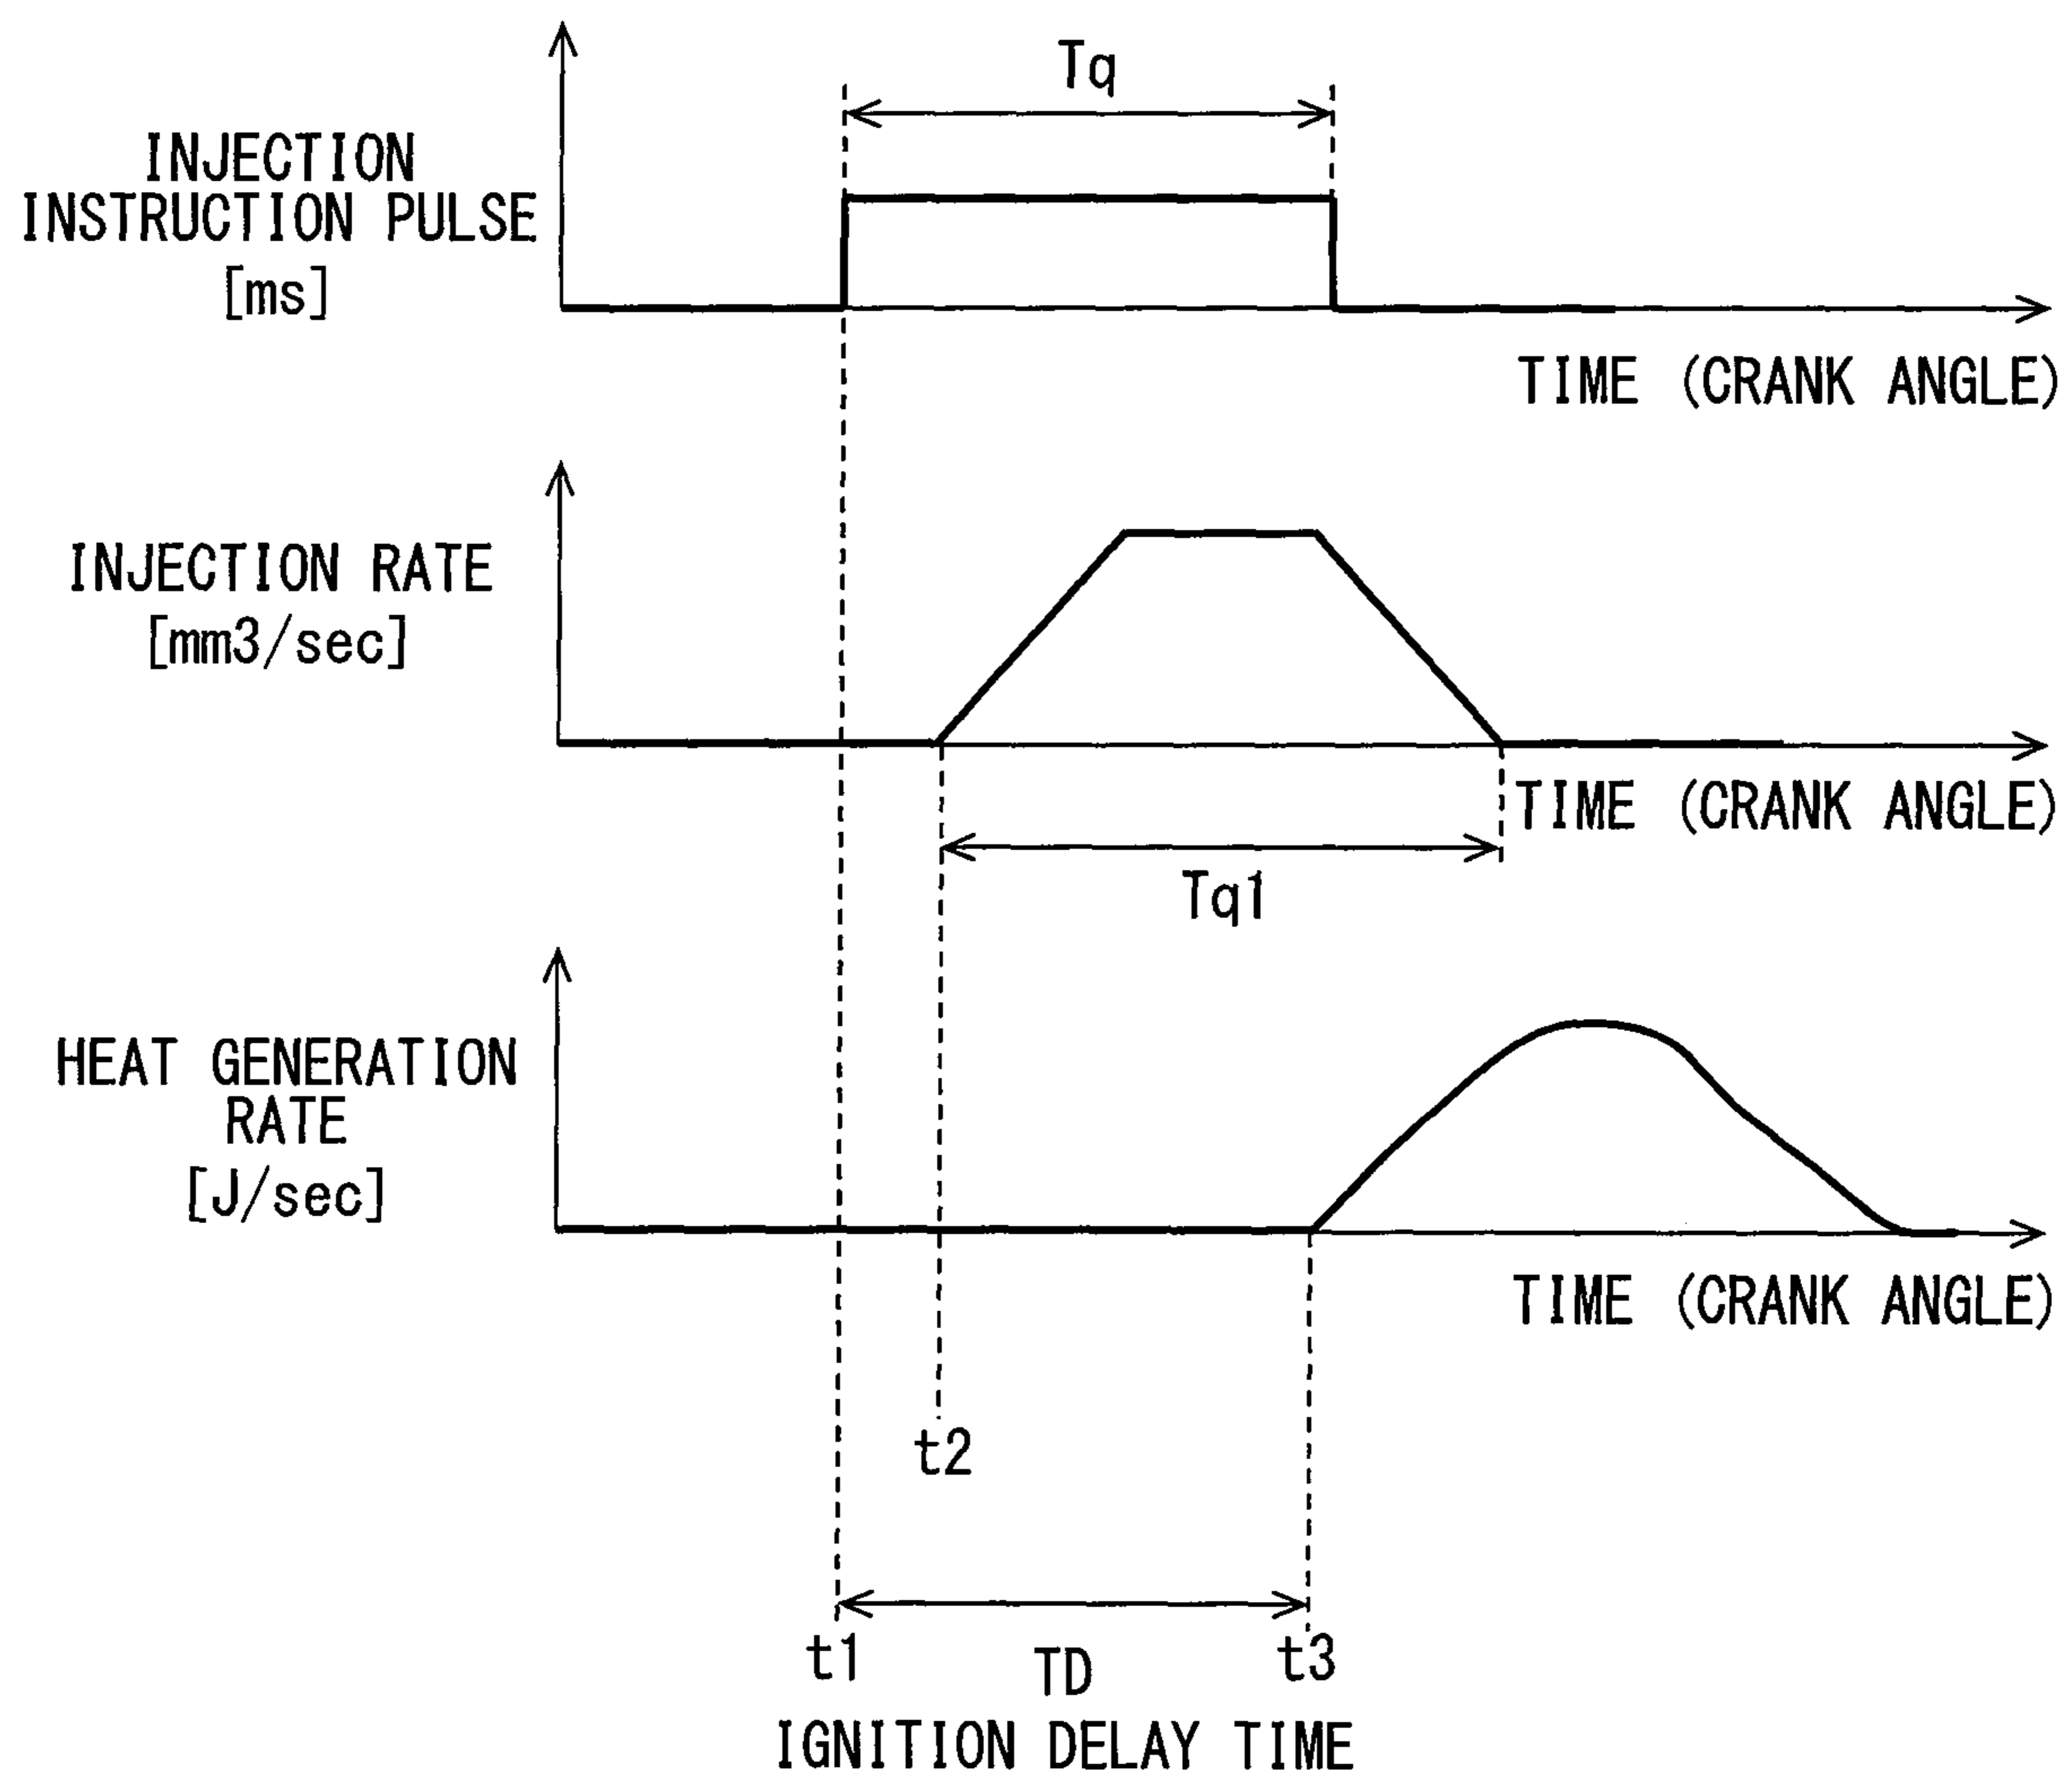 Tq
INJECTION
INSTRUCTION PULSE
[ms]
TIME (CRANK ANGLE)
INJECTION RATE
[mm3/sec]
TIME (CRANK ANGLE)
Tq1
HEAT GENERATION
RATE
[J/sec]
TIME (CRANK ANGLE)
t2
t1
TD
t3
IGNITION DELAY TIME